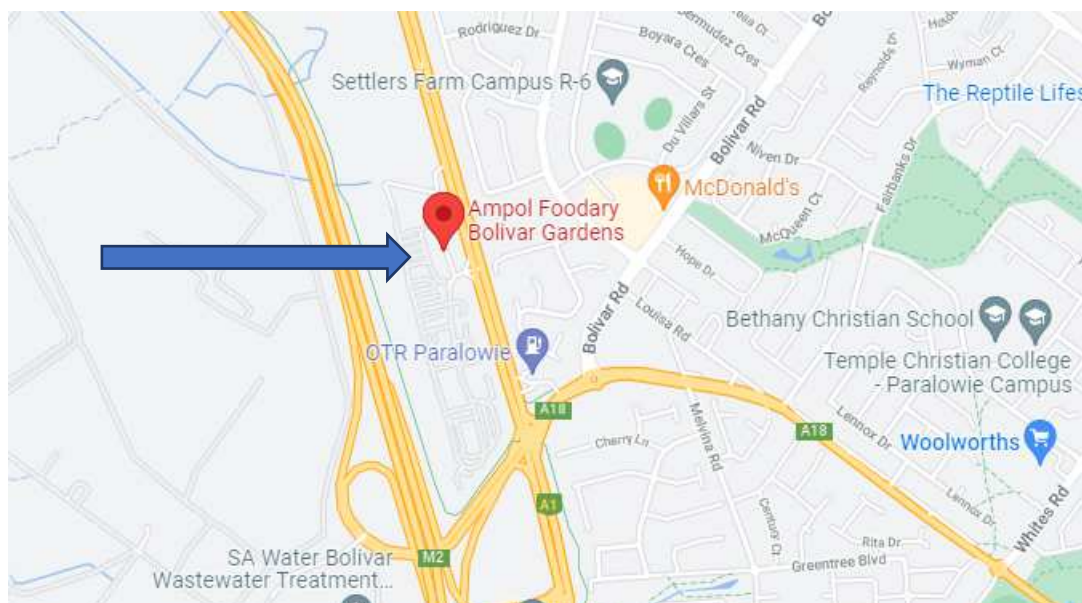 Rodriguez Dr
Boyara Cres
Bermudez Cres
Bolivar Rd
Wyman Ct
Reynolds Dr
Settlers Farm Campus R-6
The Reptile Lifes
Du Villars St
Niven Dr
Fairbanks Dr
McDonald's
Ampol Foodary
Bolivar Gardens
McQueen Ct
Hope Dr
Bolivar Rd
Louisa Rd
Bethany Christian School
OTR Paralowie
Temple Christian College
- Paralowie Campus
A18
Melvina Rd
A18
Lennox Dr
Cherry Ln
Woolworths
A1
Century Ct
Lennox Dr
Whites Rd
Rita Dr
Greentree Blvd
M2
SA Water Bolivar
Wastewater Treatment...